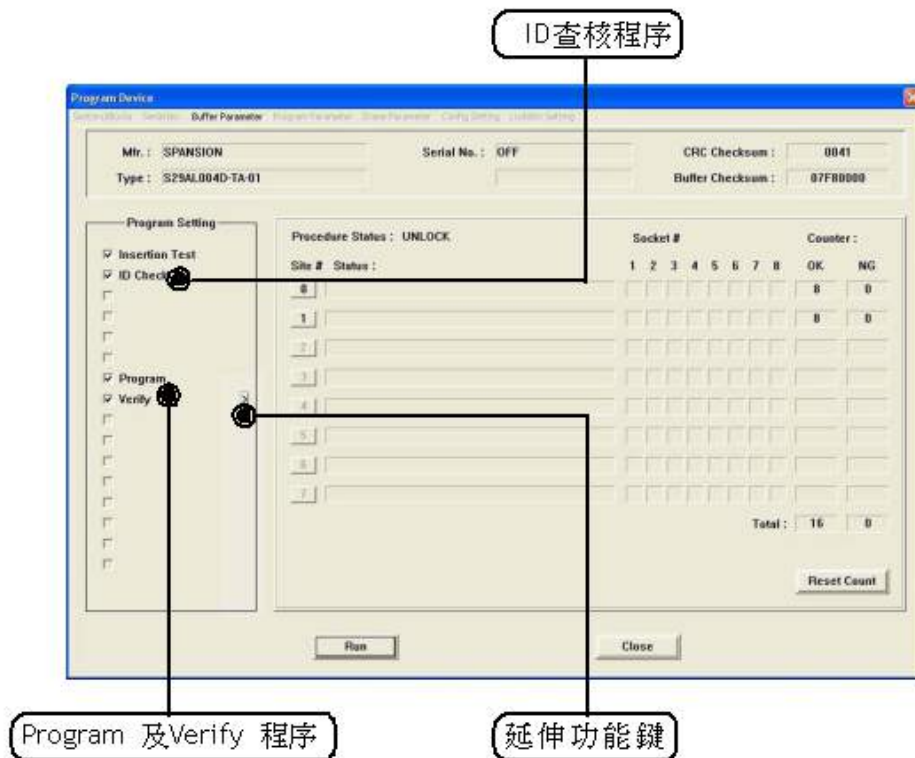 ID查核程序
Program Device
Buffer Parameter
Mfr. : SPANSION Serial No. : OFF CRC Checksum : 0041
Type : S29AL004D-TA-01 Buffer Checksum : 07F80000
Program Setting
Procedure Status : UNLOCK Socket # Counter :
Insertion Test
Site # Status : 1 2 3 4 5 6 7 8 OK NG
ID Check
0 8 0
1 8 0
2
3
Program
Verify
4
5
6
7
Total : 16 0
Reset Count
Run Close
Program 及Verify 程序
延伸功能鍵